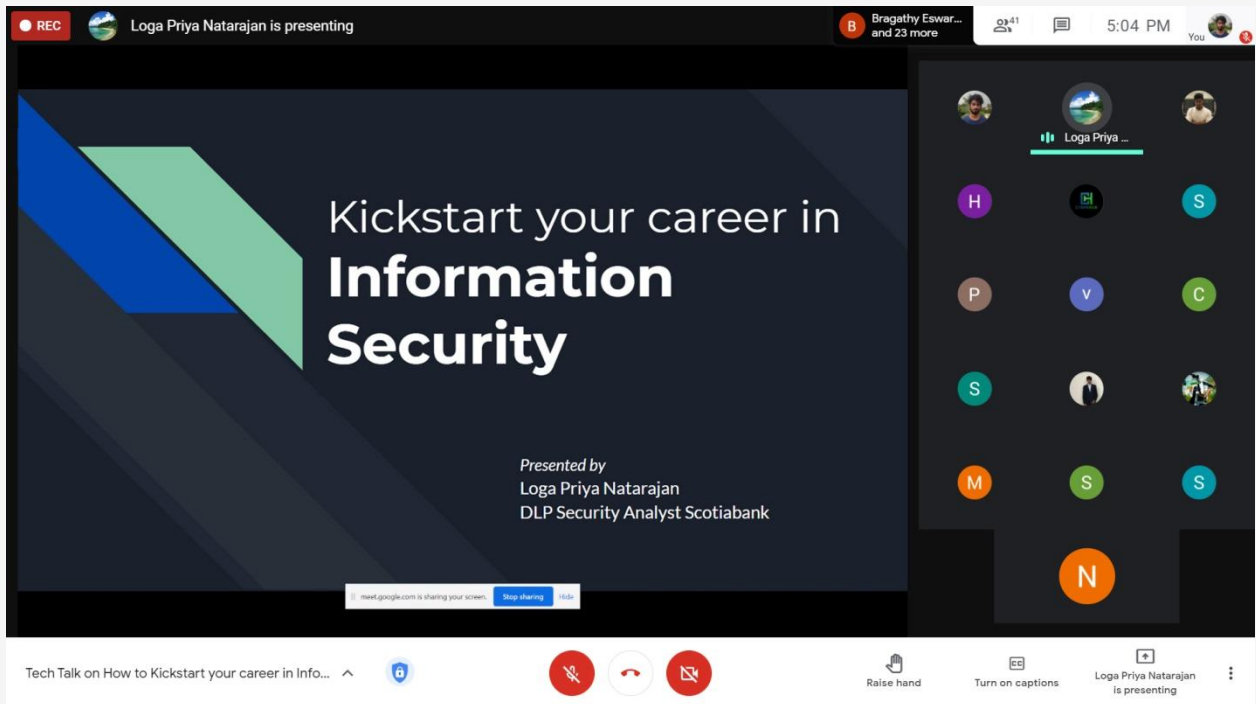 REC
Loga Priya Natarajan is presenting
B
Bragathy Eswar...
and 23 more
41
5:04 PM
You
Kickstart your career in
Information
Security
Presented by
Loga Priya Natarajan
DLP Security Analyst Scotiabank
meet.google.com is sharing your screen.
Stop sharing
Hide
Loga Priya ...
H
S
P
v
C
S
M
S
S
N
Tech Talk on How to Kickstart your career in Info...
Raise hand
CC
Turn on captions
Loga Priya Natarajan
is presenting